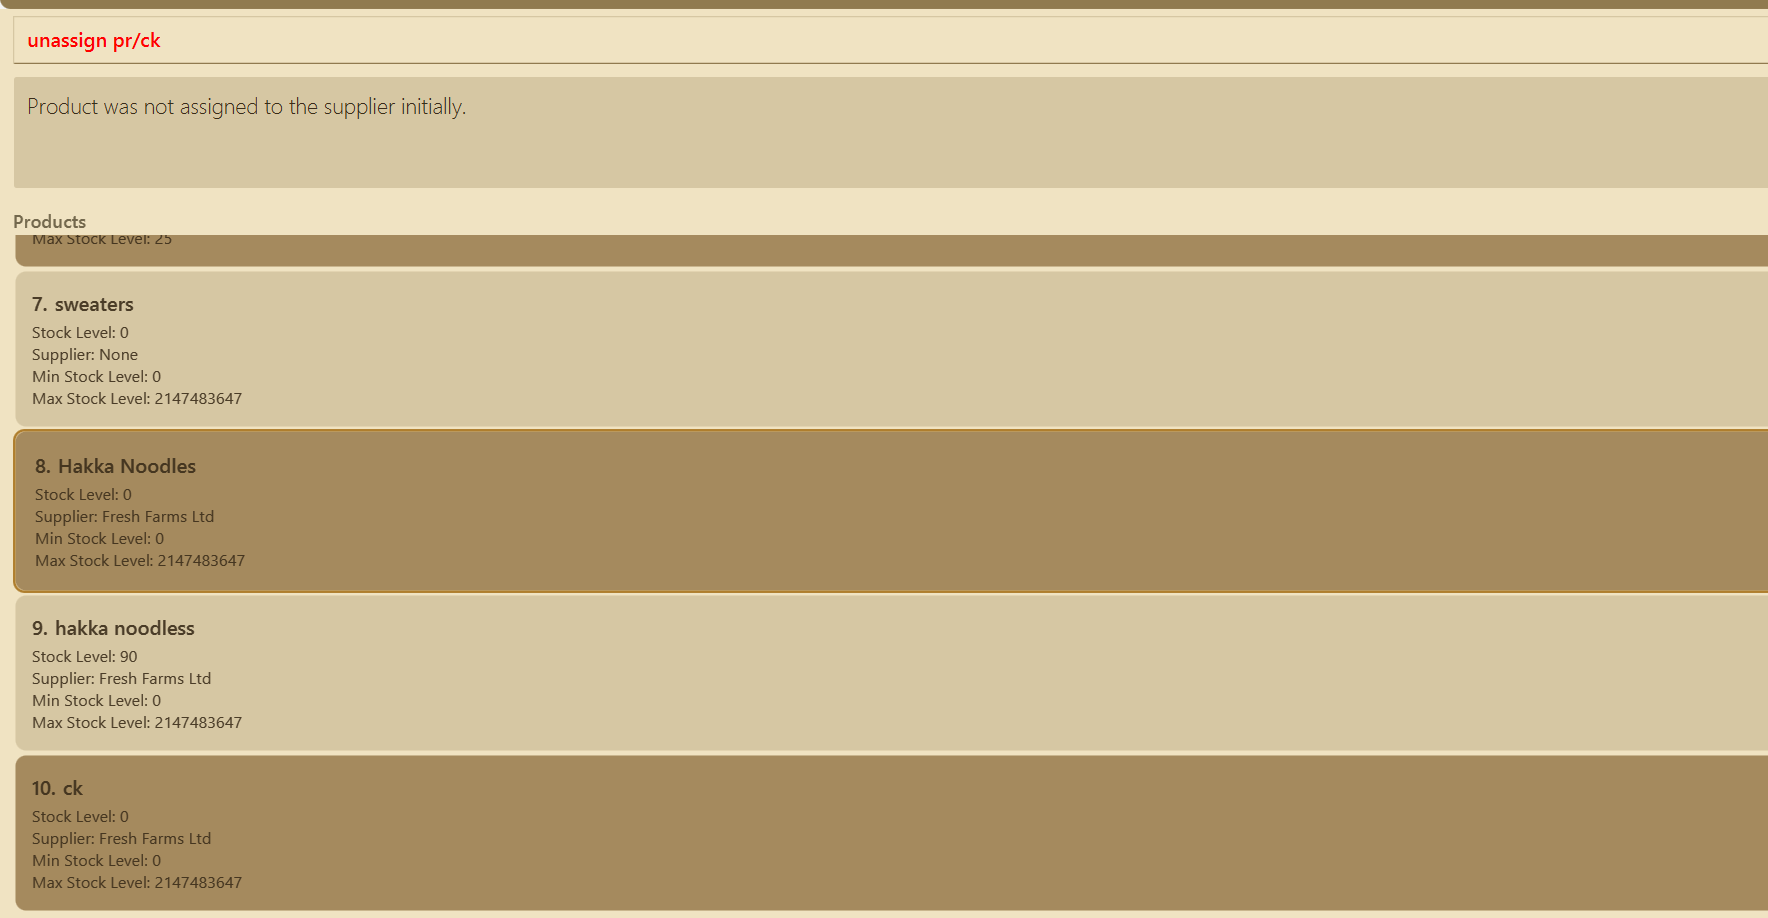 unassign pr/ck
Product was not assigned to the supplier initially.
Products
Max Stock Level: 25
7. sweaters
Stock Level: 0
Supplier: None
Min Stock Level: 0
Max Stock Level: 2147483647
8. Hakka Noodles
Stock Level: 0
Supplier: Fresh Farms Ltd
Min Stock Level: 0
Max Stock Level: 2147483647
9. hakka noodless
Stock Level: 90
Supplier: Fresh Farms Ltd
Min Stock Level: 0
Max Stock Level: 2147483647
10. ck
Stock Level: 0
Supplier: Fresh Farms Ltd
Min Stock Level: 0
Max Stock Level: 2147483647